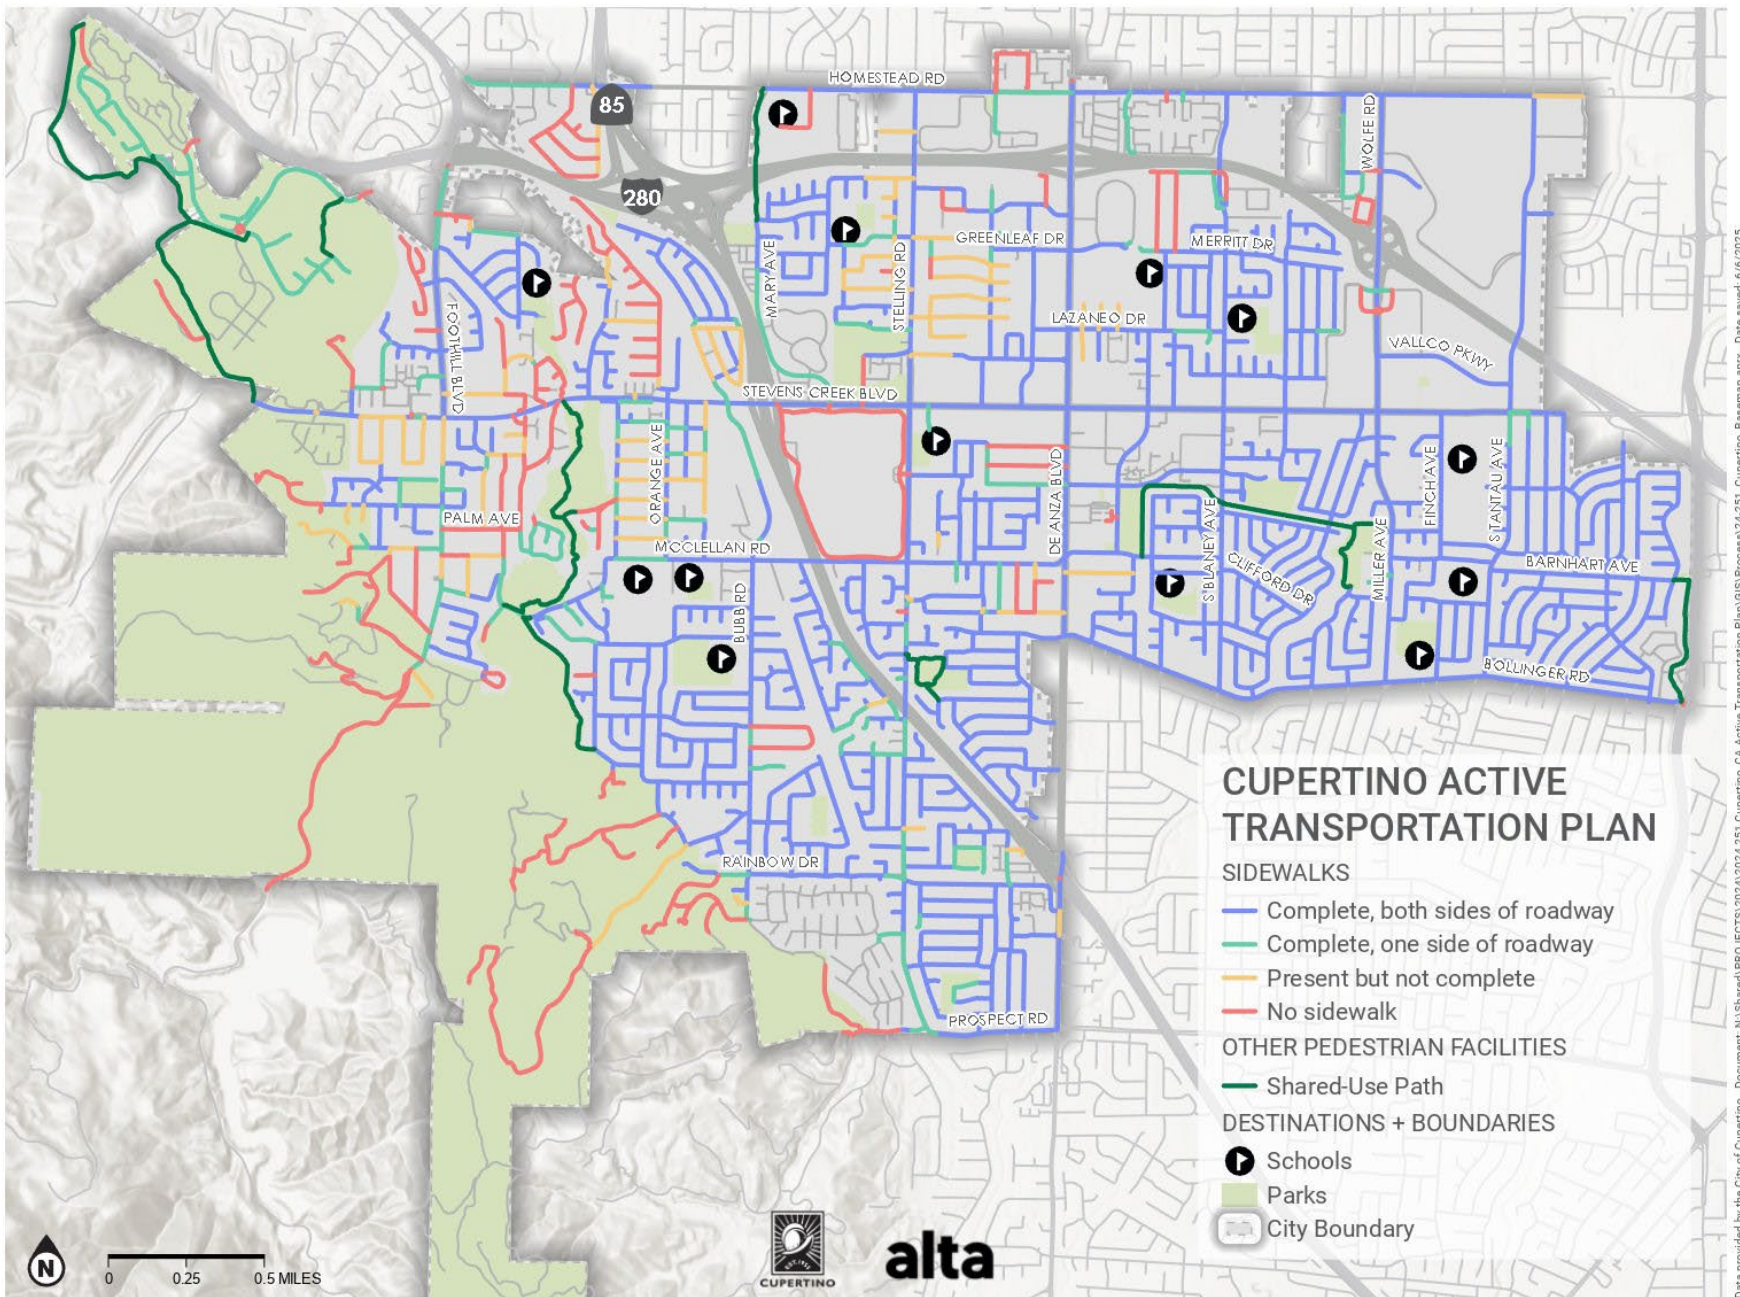 HOMESTEAD RD
85
WOLFE RD
280
GREENLEAF DR
MERRITT DR
MARY AVE
STELLING RD
FOOTHILL BLVD
LAZANEO DR
VALLCO PKWY
STEVENS CREEK BLVD
ORANGE AVE
DE ANZA BLVD
FINCH AVE
S TANTAU AVE
PALM AVE
MCCLELLAN RD
S BLANEY AVE
CLIFFORD DR
MILLER AVE
BARNHART AVE
BUBB RD
BOLLINGER RD
RAINBOW DR
PROSPECT RD
CUPERTINO ACTIVE
TRANSPORTATION PLAN
SIDEWALKS
Complete, both sides of roadway
Complete, one side of roadway
Present but not complete
No sidewalk
OTHER PEDESTRIAN FACILITIES
Shared-Use Path
DESTINATIONS + BOUNDARIES
Schools
Parks
City Boundary
N
0 0.25 0.5 MILES
EST. 1955
CUPERTINO
alta